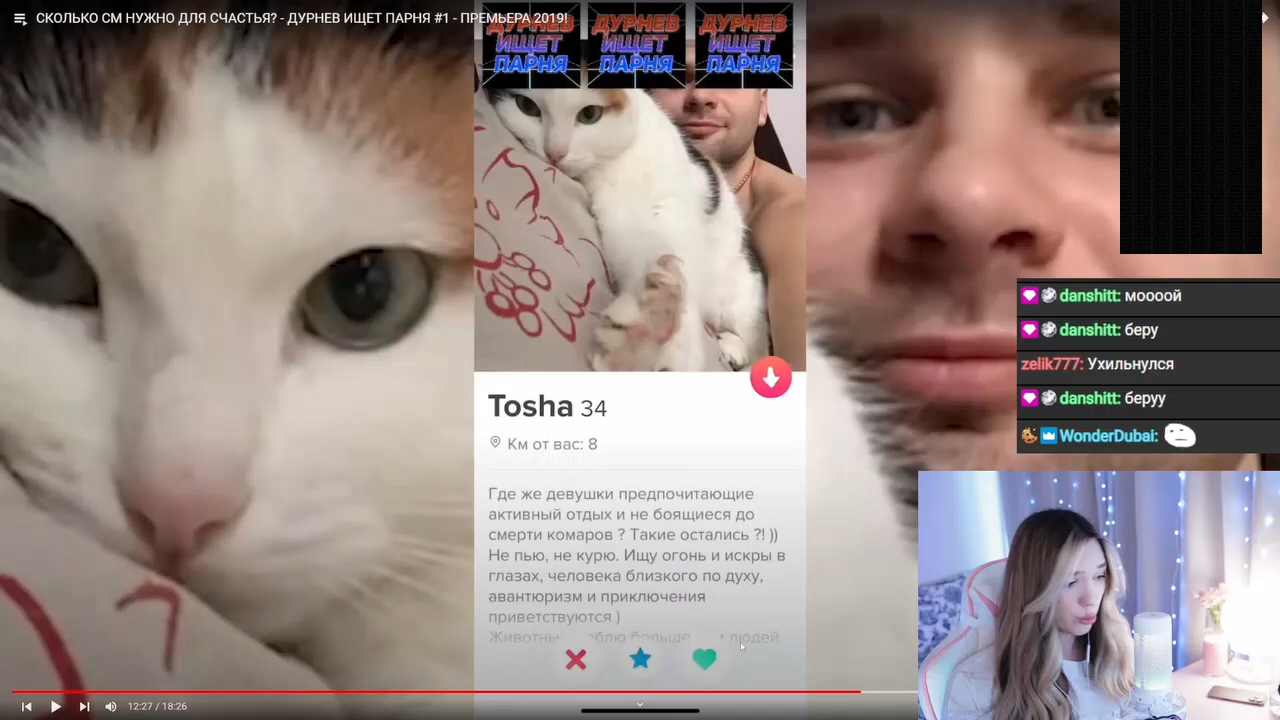 СКОЛЬКО СМ НУЖНО ДЛЯ СЧАСТЬЯ? - ДУРНЕВ ИЩЕТ ПАРНЯ #1 - ПРЕМЬЕРА 2019!
ДУРНЕВ ИЩЕТ ПАРНЯ
ДУРНЕВ ИЩЕТ ПАРНЯ
ДУРНЕВ ИЩЕТ ПАРНЯ
Tosha 34
Км от вас: 8
Где же девушки предпочитающие
активный отдых и не боящиеся до
смерти комаров ? Такие остались ?! ))
Не пью, не курю. Ищу огонь и искры в
глазах, человека близкого по духу,
авантюризм и приключения
приветствуются )
больше людей
danshitt: моооой
danshitt: беру
zelik777: Ухильнулся
danshitt: беруу
WonderDubai:
12:27 / 18:26